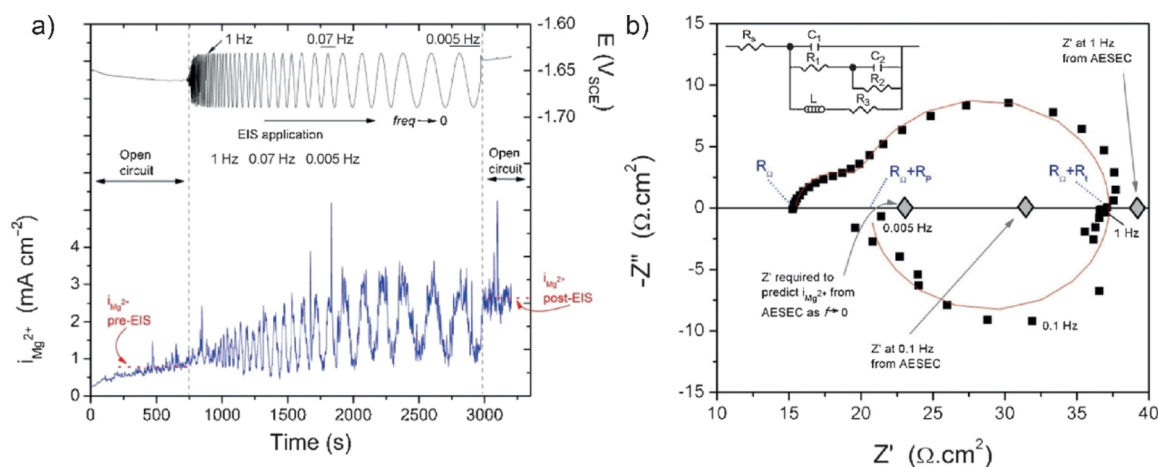 a)
1 Hz
0.07 Hz
0.005 Hz
-1.60
-1.65
-1.70
E (V_SCE)
EIS application
freq→0
Open circuit
1 Hz 0.07 Hz 0.005 Hz
Open circuit
i_Mg²⁺ pre-EIS
i_Mg²⁺ post-EIS
7
6
5
4
3
2
1
0
i_Mg²⁺ (mA cm⁻²)
0 500 1000 1500 2000 2500 3000
Time (s)
b)
R_s
C_1
R_1
C_2
R_2
L
R_3
Z' at 1 Hz
from AESEC
R_Ω
R_Ω+R_p
R_Ω+R_t
0.005 Hz
1 Hz
Z' required to
predict i_Mg²⁺ from
AESEC as f→0
Z' at 0.1 Hz
from AESEC
0.1 Hz
15
10
5
0
-5
-10
-15
-Z'' (Ω.cm²)
10 15 20 25 30 35 40
Z' (Ω.cm²)